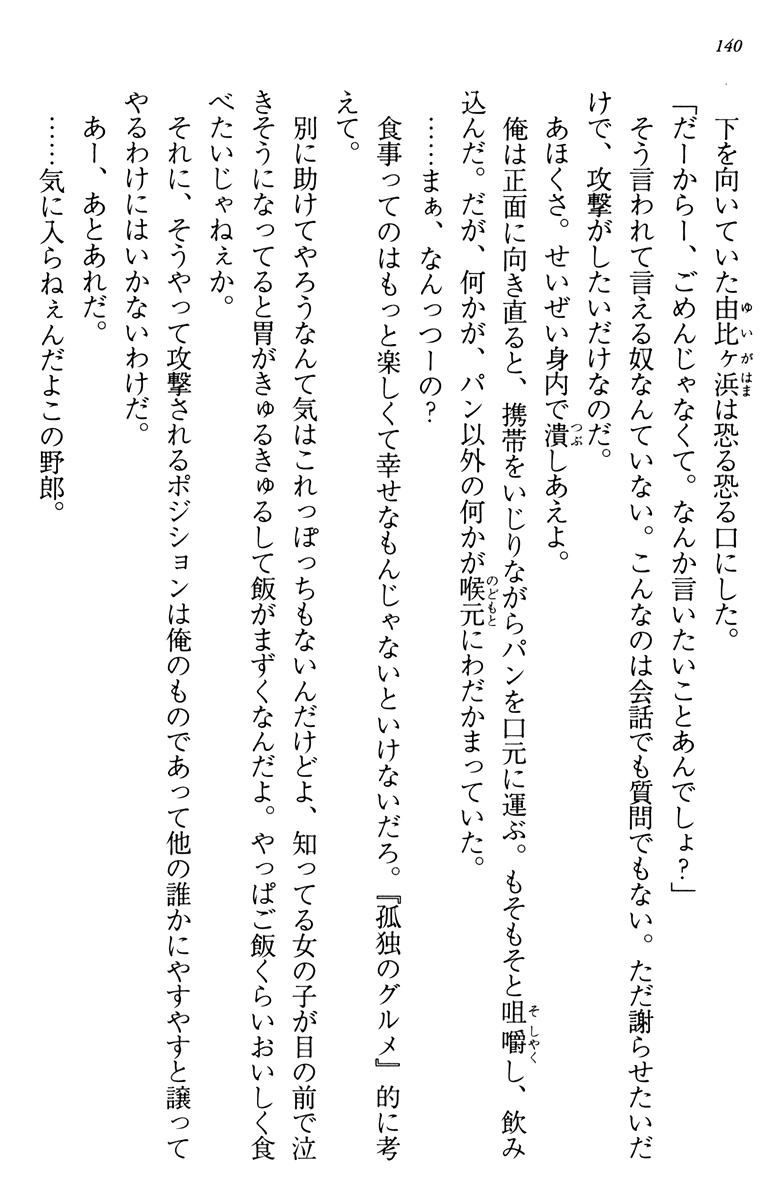 140
下を向いていた由比ヶ浜は恐る恐る口にした。
「だーからー、ごめんじゃなくて。なんか言いたいことあんでしょ？」
そう言われて言える奴なんていない。こんなのは会話でも質問でもない。ただ謝らせたいだ
けで、攻撃がしたいだけなのだ。
あほくさ。せいぜい身内で潰しあえよ。
俺は正面に向き直ると、携帯をいじりながらパンを口元に運ぶ。もそもそと咀嚼し、飲み
込んだ。だが、何かが、パン以外の何かが喉元にわだかまっていた。
……まぁ、なんっつーの？
食事ってのはもっと楽しくて幸せなもんじゃないといけないだろ。『孤独のグルメ』的に考
えて。
別に助けてやろうなんて気はこれっぽっちもないんだけどよ、知ってる女の子が目の前で泣
きそうになってると胃がきゅるきゅるして飯がまずくなんだよ。やっぱご飯くらいおいしく食
べたいじゃねぇか。
それに、そうやって攻撃されるポジションは俺のものであって他の誰かにやすやすと譲って
やるわけにはいかないわけだ。
あー、あとあれだ。
……気に入らねぇんだよこの野郎。